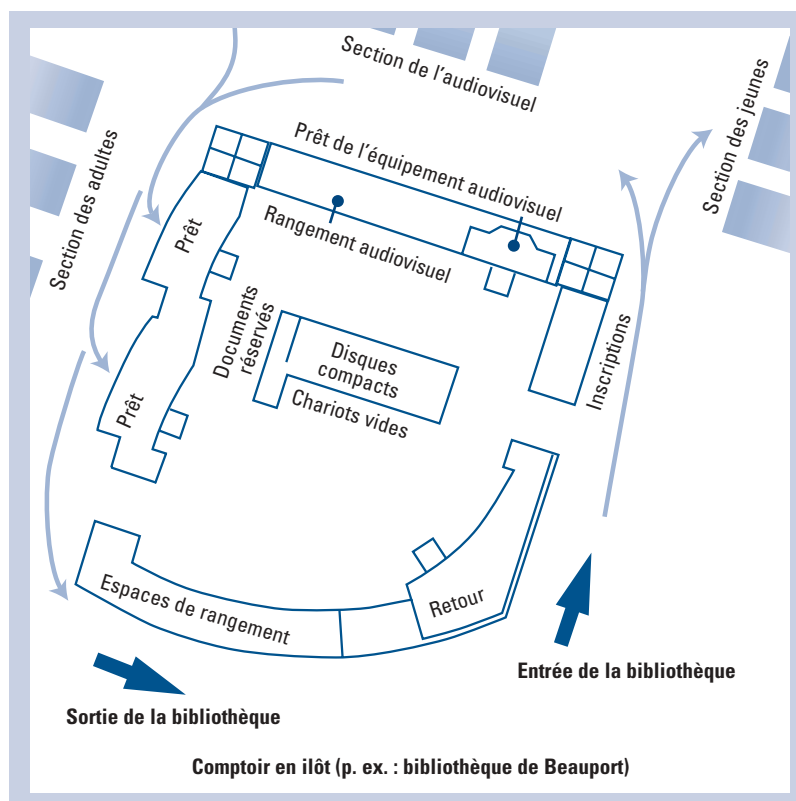 Section de l'audiovisuel
Section des jeunes
Section des adultes
Prêt de l'équipement audiovisuel
Rangement audiovisuel
Prêt
Documents
réservés
Disques
compacts
Chariots vides
Inscriptions
Prêt
Espaces de rangement
Retour
Entrée de la bibliothèque
Sortie de la bibliothèque
Comptoir en ilôt (p. ex. : bibliothèque de Beauport)